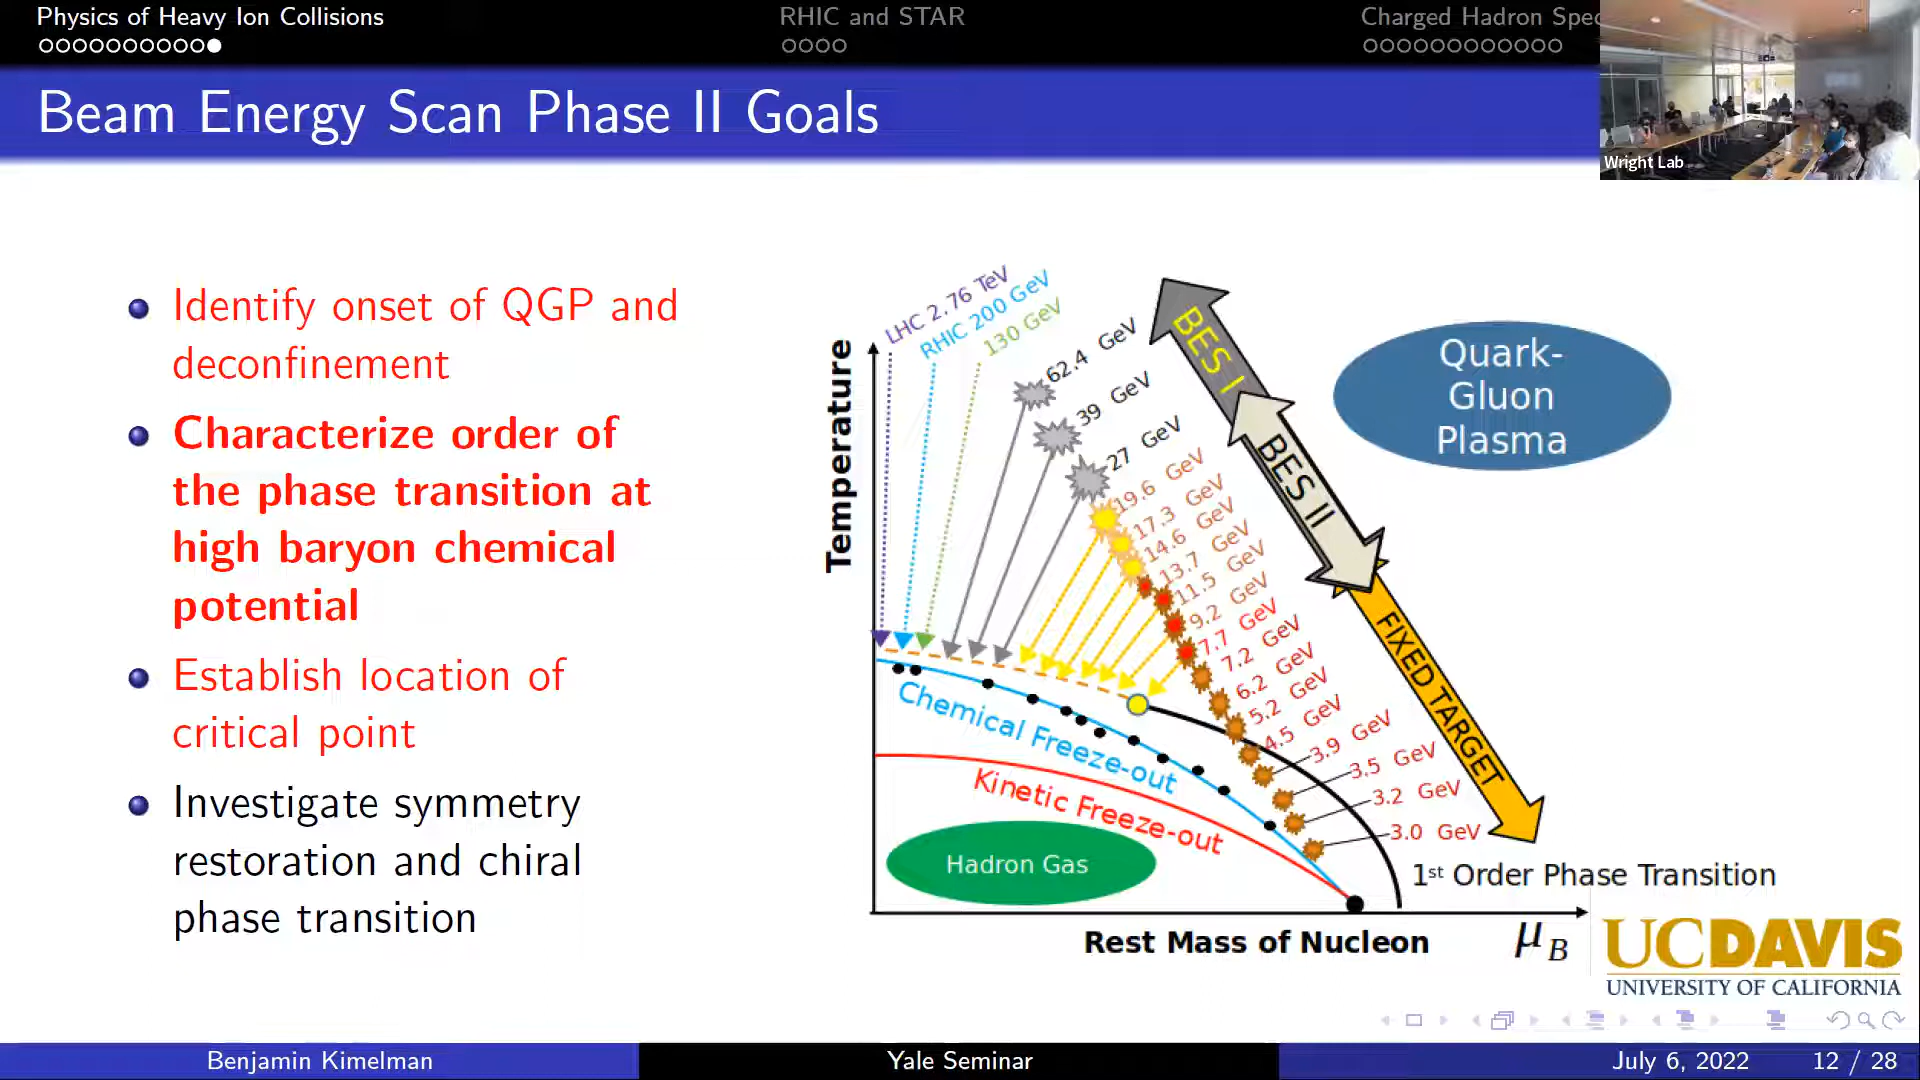 Physics of Heavy Ion Collisions
RHIC and STAR
Charged Hadron Spec
Beam Energy Scan Phase II Goals
Wright Lab
Identify onset of QGP and
deconfinement
Characterize order of
the phase transition at
high baryon chemical
potential
Establish location of
critical point
Investigate symmetry
restoration and chiral
phase transition
Temperature
LHC 2.76 TeV
RHIC 200 GeV
130 GeV
62.4 GeV
39 GeV
27 GeV
19.6 GeV
17.3 GeV
14.6 GeV
13.7 GeV
11.5 GeV
9.2 GeV
7.7 GeV
7.2 GeV
6.2 GeV
5.2 GeV
4.5 GeV
3.9 GeV
3.5 GeV
3.2 GeV
3.0 GeV
BES I
BES II
FIXED TARGET
Quark-
Gluon
Plasma
Chemical Freeze-out
Kinetic Freeze-out
Hadron Gas
1st Order Phase Transition
Rest Mass of Nucleon
μB
UCDAVIS
UNIVERSITY OF CALIFORNIA
Benjamin Kimelman
Yale Seminar
July 6, 2022
12 / 28